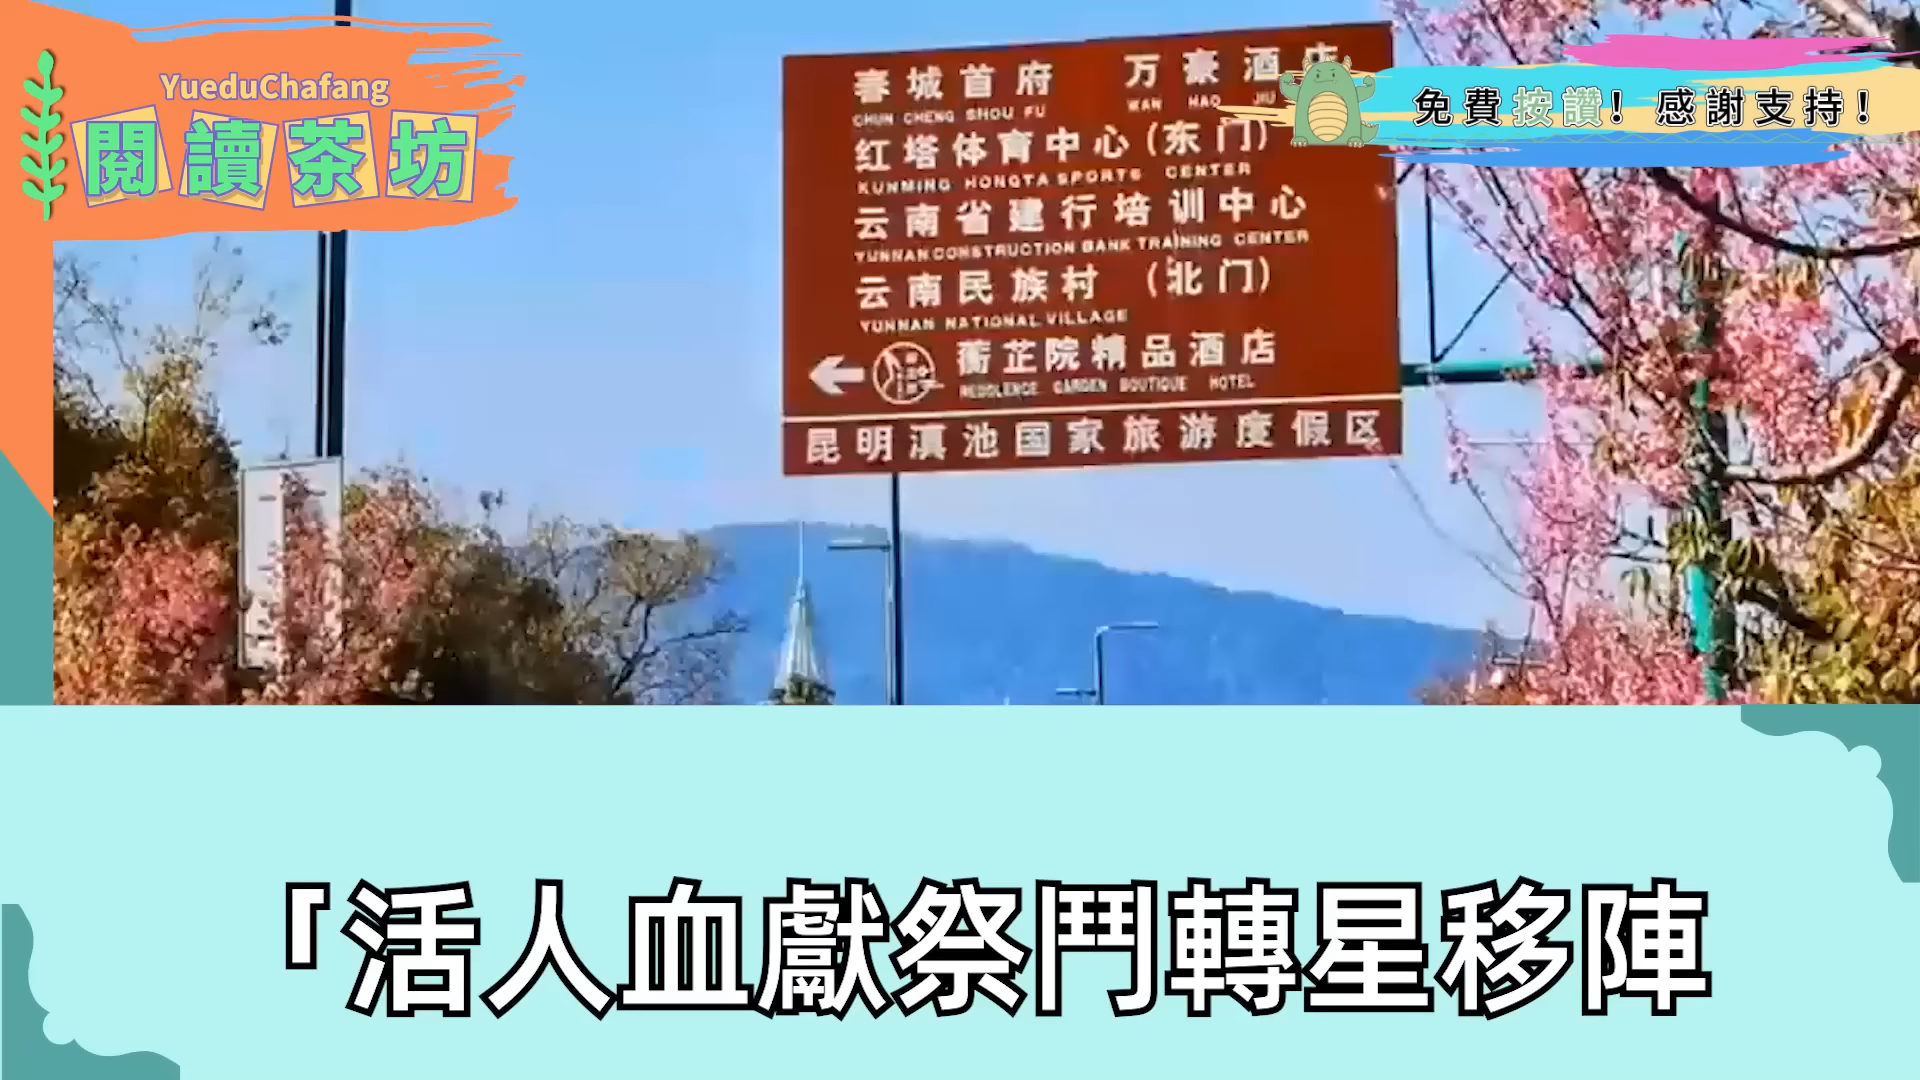 YueduChafang
閱讀茶坊
免費按讚!感謝支持!
春城首府 万豪酒店
CHUN CHENG SHOU FU WAN HAO JIU
红塔体育中心(东门)
KUNMING HONGTA SPORTS CENTER
云南省建行培训中心
YUNNAN CONSTRUCTION BANK TRAINING CENTER
云南民族村 (北门)
YUNNAN NATIONAL VILLAGE
蘅芷院精品酒店
REDOLENCE GARDEN BOUTIQUE HOTEL
昆明滇池国家旅游度假区
「活人血獻祭鬥轉星移陣